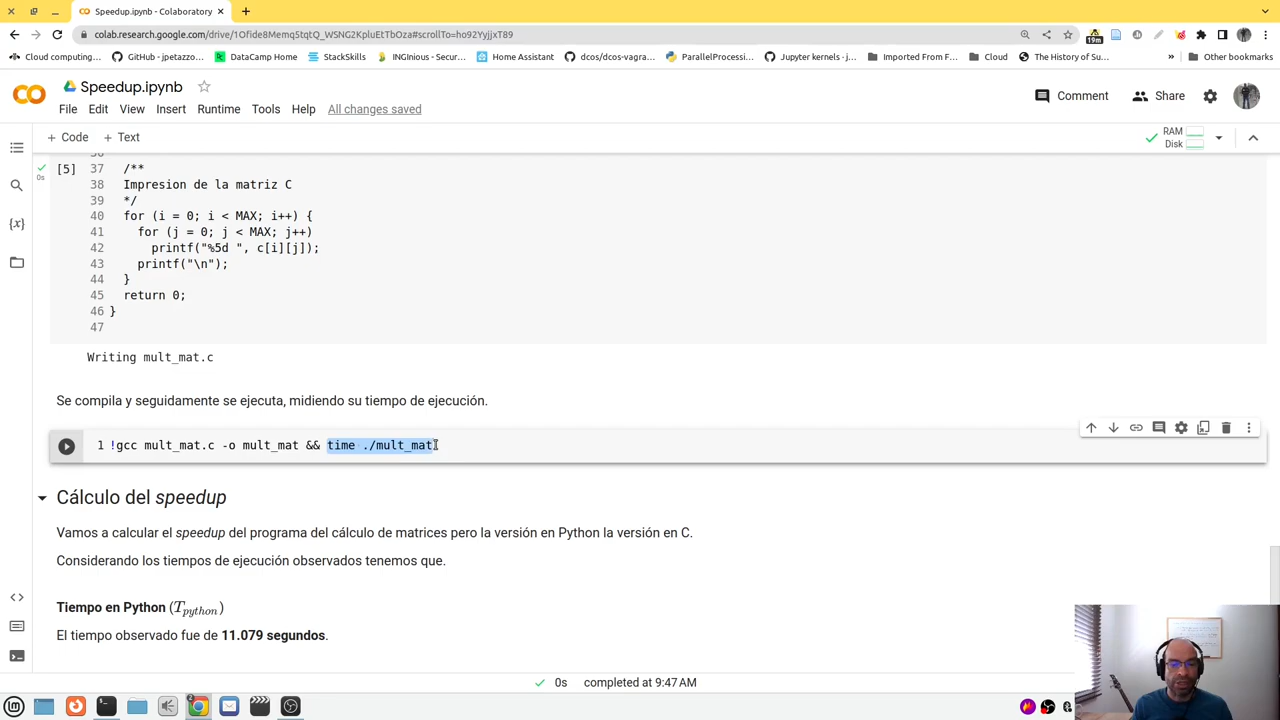 Speedup.ipynb - Colaboratory
colab.research.google.com/drive/1Ofide8Memq5tqtQ_WSNG2KpluEtTbOza#scrollTo=ho92YyjjxT89
19m
Cloud computing...
GitHub - jpetazzo...
DataCamp Home
StackSkills
INGInious - Secur...
Home Assistant
dcos/dcos-vagra...
ParallelProcessi...
Jupyter kernels · j...
Imported From F...
Cloud
The History of Su...
»
Other bookmarks
Speedup.ipynb
File Edit View Insert Runtime Tools Help All changes saved
Comment
Share
+ Code + Text
RAM
Disk
36
[5] 37 /**
0s
38 Impresion de la matriz C
39 */
40 for (i = 0; i < MAX; i++) {
41 for (j = 0; j < MAX; j++)
42 printf("%5d ", c[i][j]);
43 printf("\n");
44 }
45 return 0;
46 }
47
Writing mult_mat.c
Se compila y seguidamente se ejecuta, midiendo su tiempo de ejecución.
1 !gcc mult_mat.c -o mult_mat && time ./mult_mat
Cálculo del speedup
Vamos a calcular el speedup del programa del cálculo de matrices pero la versión en Python la versión en C.
Considerando los tiempos de ejecución observados tenemos que.
Tiempo en Python (Tpython)
El tiempo observado fue de 11.079 segundos.
0s completed at 9:47 AM
2